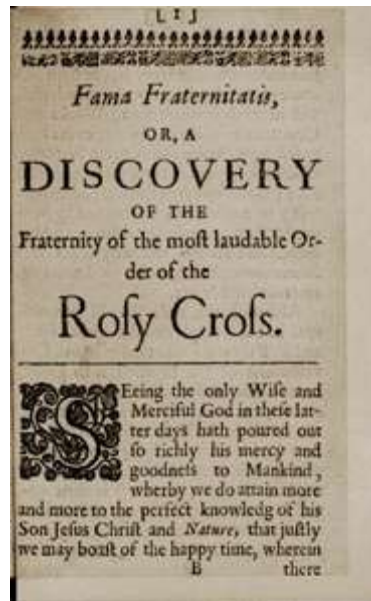 [ 1 ]
Fama Fraternitatis,
OR, A
DISCOVERY
OF THE
Fraternity of the moſt laudable Or-
der of the
Roſy Croſs.
SEeing the only Wiſe and
Merciful God in theſe lat-
ter days hath poured out
ſo richly his mercy and
goodneſs to Mankind,
wherby we do attain more
and more to the perfect knowledg of his
Son Jeſus Chriſt and Nature, that juſtly
we may boaſt of the happy time, wherein
B there